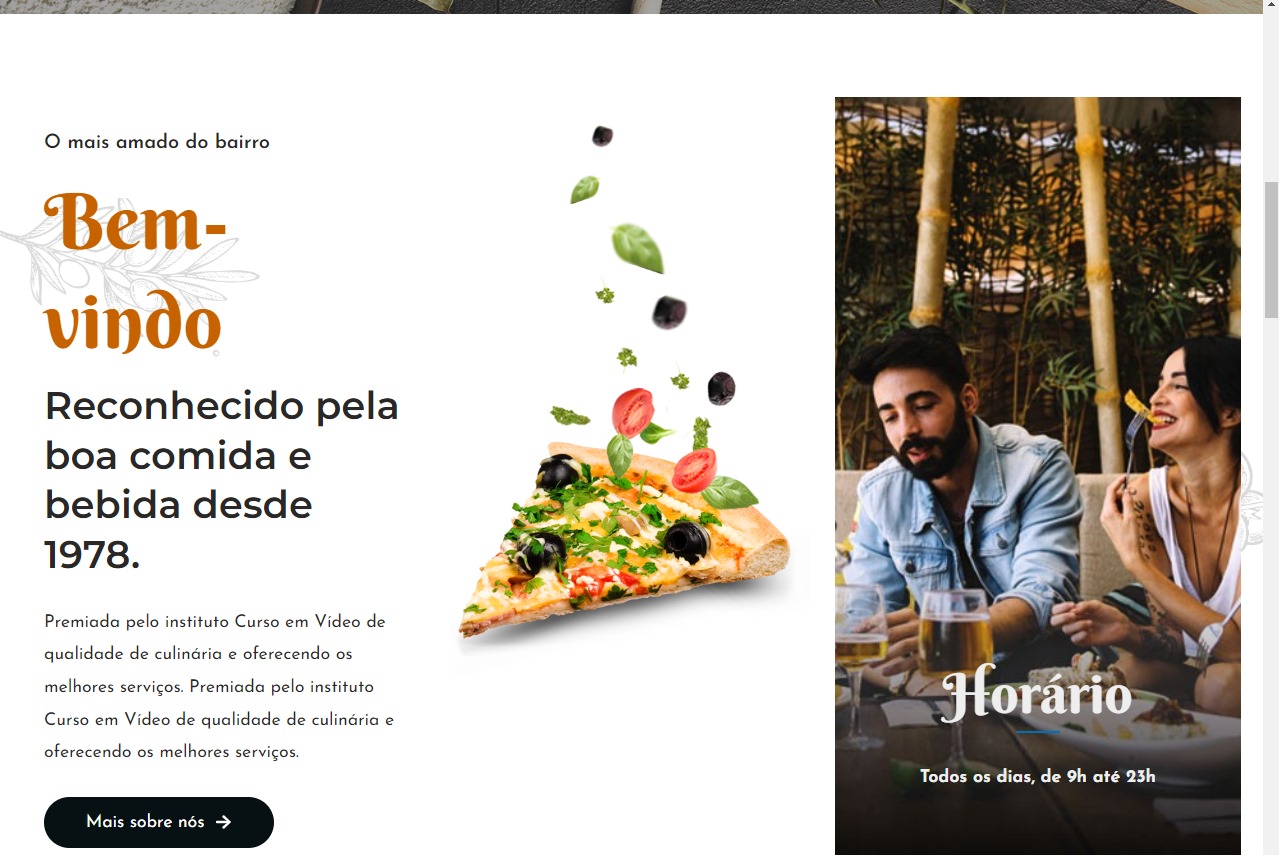 O mais amado do bairro
Bem-
vindo
Reconhecido pela
boa comida e
bebida desde
1978.
Premiada pelo instituto Curso em Vídeo de
qualidade de culinária e oferecendo os
melhores serviços. Premiada pelo instituto
Curso em Vídeo de qualidade de culinária e
oferecendo os melhores serviços.
Mais sobre nós →
Horário
Todos os dias, de 9h até 23h